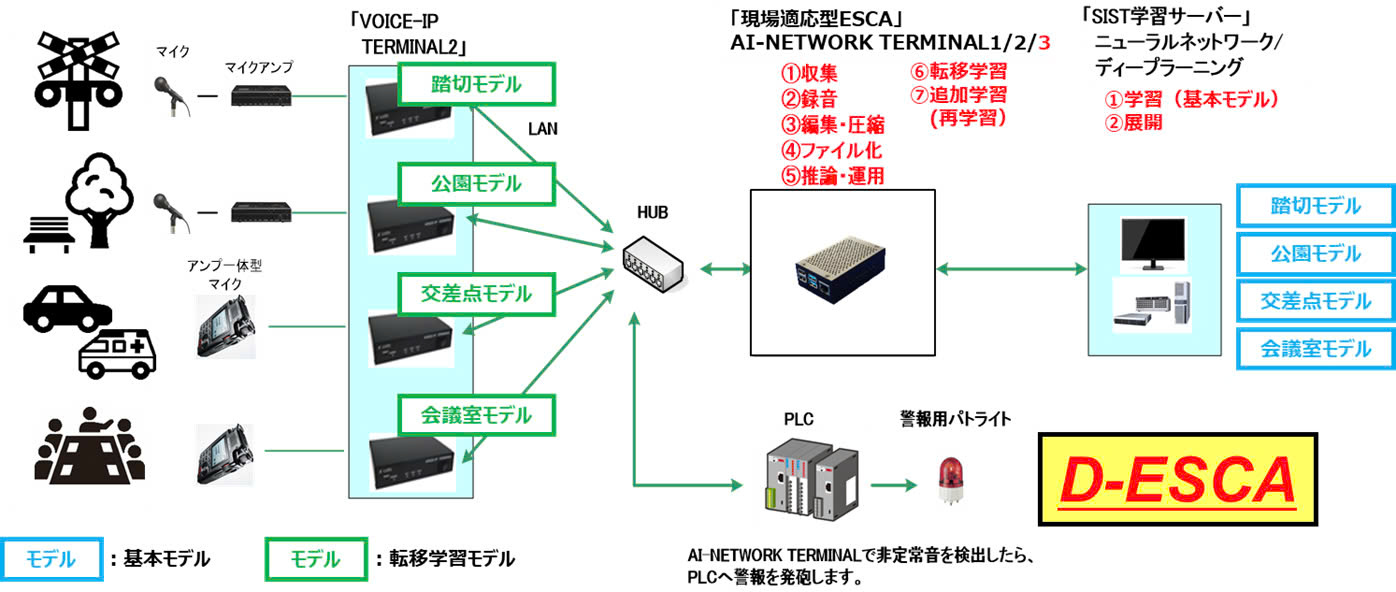 「VOICE-IP
TERMINAL2」
マイク
マイクアンプ
踏切モデル
LAN
公園モデル
アンプ一体型
マイク
交差点モデル
会議室モデル
HUB
「現場適応型ESCA」
AI-NETWORK TERMINAL1/2/3
①収集
②録音
③編集・圧縮
④ファイル化
⑤推論・運用
⑥転移学習
⑦追加学習
(再学習)
「SIST学習サーバー」
ニューラルネットワーク/
ディープラーニング
①学習（基本モデル）
②展開
踏切モデル
公園モデル
交差点モデル
会議室モデル
PLC
警報用パトライト
D-ESCA
モデル
：基本モデル
モデル
：転移学習モデル
AI-NETWORK TERMINALで非定常音を検出したら、
PLCへ警報を発砲します。